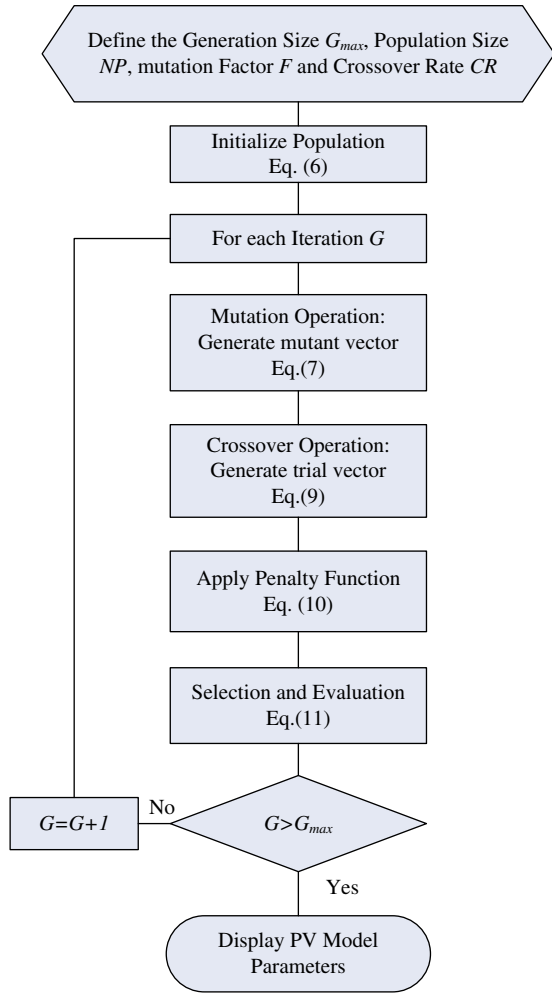 Define the Generation Size Gmax, Population Size
NP, mutation Factor F and Crossover Rate CR
Initialize Population
Eq. (6)
For each Iteration G
Mutation Operation:
Generate mutant vector
Eq.(7)
Crossover Operation:
Generate trial vector
Eq.(9)
Apply Penalty Function
Eq. (10)
Selection and Evaluation
Eq.(11)
G>Gmax
No
G=G+1
Yes
Display PV Model
Parameters